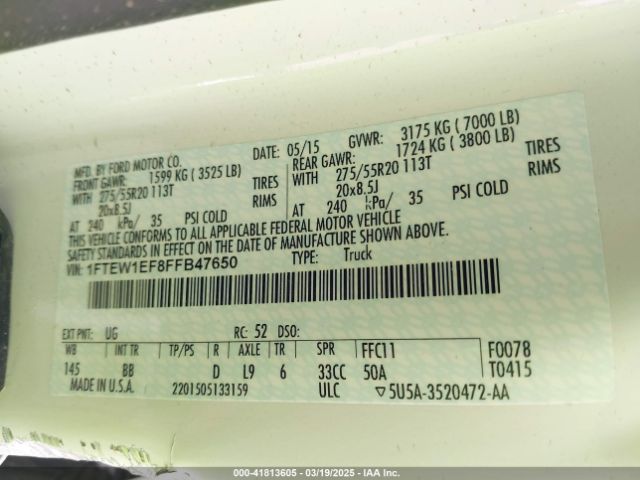 MFD. BY FORD MOTOR CO.
DATE: 05/15 GVWR: 3175 KG ( 7000 LB)
FRONT GAWR: 1599 KG ( 3525 LB) REAR GAWR: 1724 KG ( 3800 LB)
WITH 275/55R20 113T TIRES WITH 275/55R20 113T TIRES
20x8.5J RIMS 20x8.5J RIMS
AT 240 kPa/ 35 PSI COLD AT 240 kPa/ 35 PSI COLD
THIS VEHICLE CONFORMS TO ALL APPLICABLE FEDERAL MOTOR VEHICLE
SAFETY STANDARDS IN EFFECT ON THE DATE OF MANUFACTURE SHOWN ABOVE.
VIN: 1FTEW1EF8FFB47650 TYPE: Truck
EXT PNT: UG RC: 52 DSO:
WB INT TR TP/PS R AXLE TR SPR FFC11 F0078
145 BB D L9 6 33CC 50A T0415
MADE IN U.S.A. 2201505133159 ULC ▽5U5A-3520472-AA
000-41813605 / 03/19/2025 / IAA Inc.